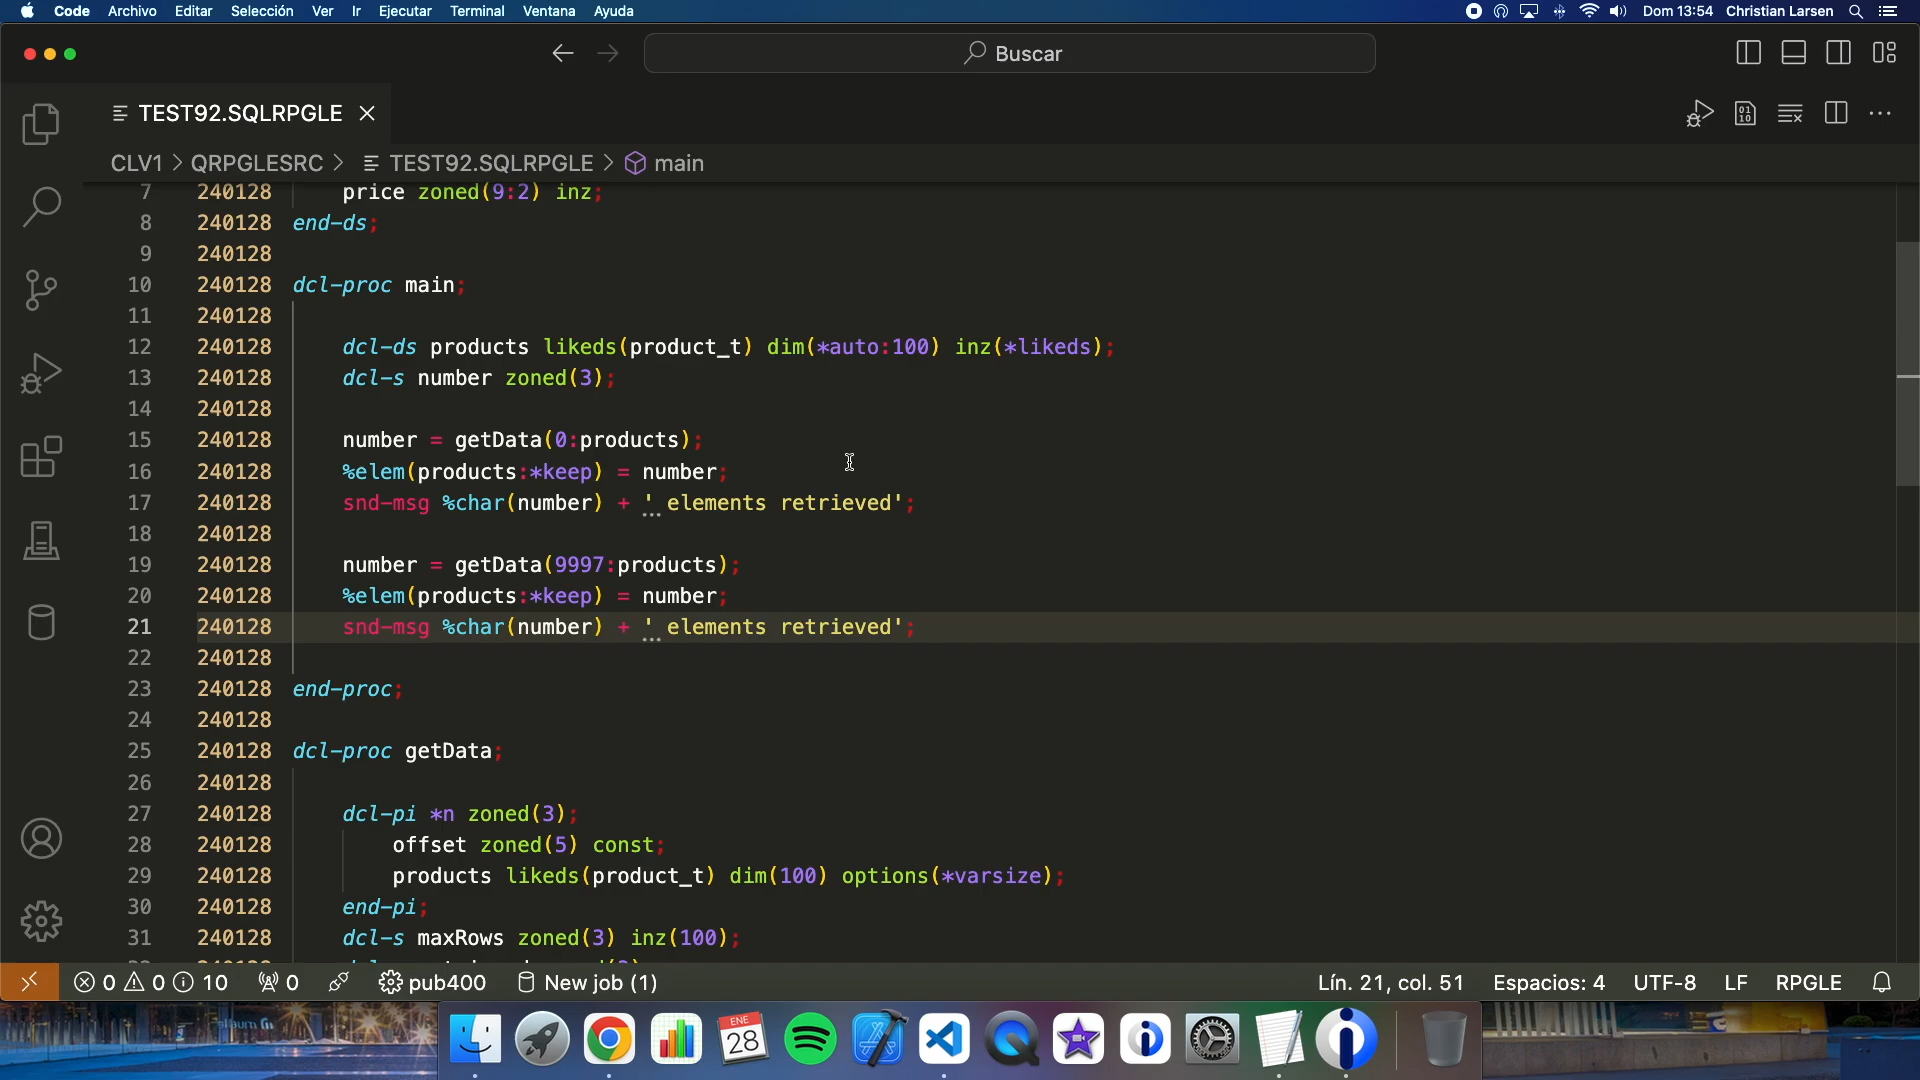 Code Archivo Editar Selección Ver Ir Ejecutar Terminal Ventana Ayuda Dom 13:54 Christian Larsen
Buscar
TEST92.SQLRPGLE
CLV1 > QRPGLESRC > TEST92.SQLRPGLE > main
7 240128 price zoned(9:2) inz;
8 240128 end-ds;
9 240128
10 240128 dcl-proc main;
11 240128
12 240128 dcl-ds products likeds(product_t) dim(*auto:100) inz(*likeds);
13 240128 dcl-s number zoned(3);
14 240128
15 240128 number = getData(0:products);
16 240128 %elem(products:*keep) = number;
17 240128 snd-msg %char(number) + ' elements retrieved';
18 240128
19 240128 number = getData(9997:products);
20 240128 %elem(products:*keep) = number;
21 240128 snd-msg %char(number) + ' elements retrieved';
22 240128
23 240128 end-proc;
24 240128
25 240128 dcl-proc getData;
26 240128
27 240128 dcl-pi *n zoned(3);
28 240128 offset zoned(5) const;
29 240128 products likeds(product_t) dim(100) options(*varsize);
30 240128 end-pi;
31 240128 dcl-s maxRows zoned(3) inz(100);
0 0 10 0 pub400 New job (1) Lín. 21, col. 51 Espacios: 4 UTF-8 LF RPGLE
ENE
28